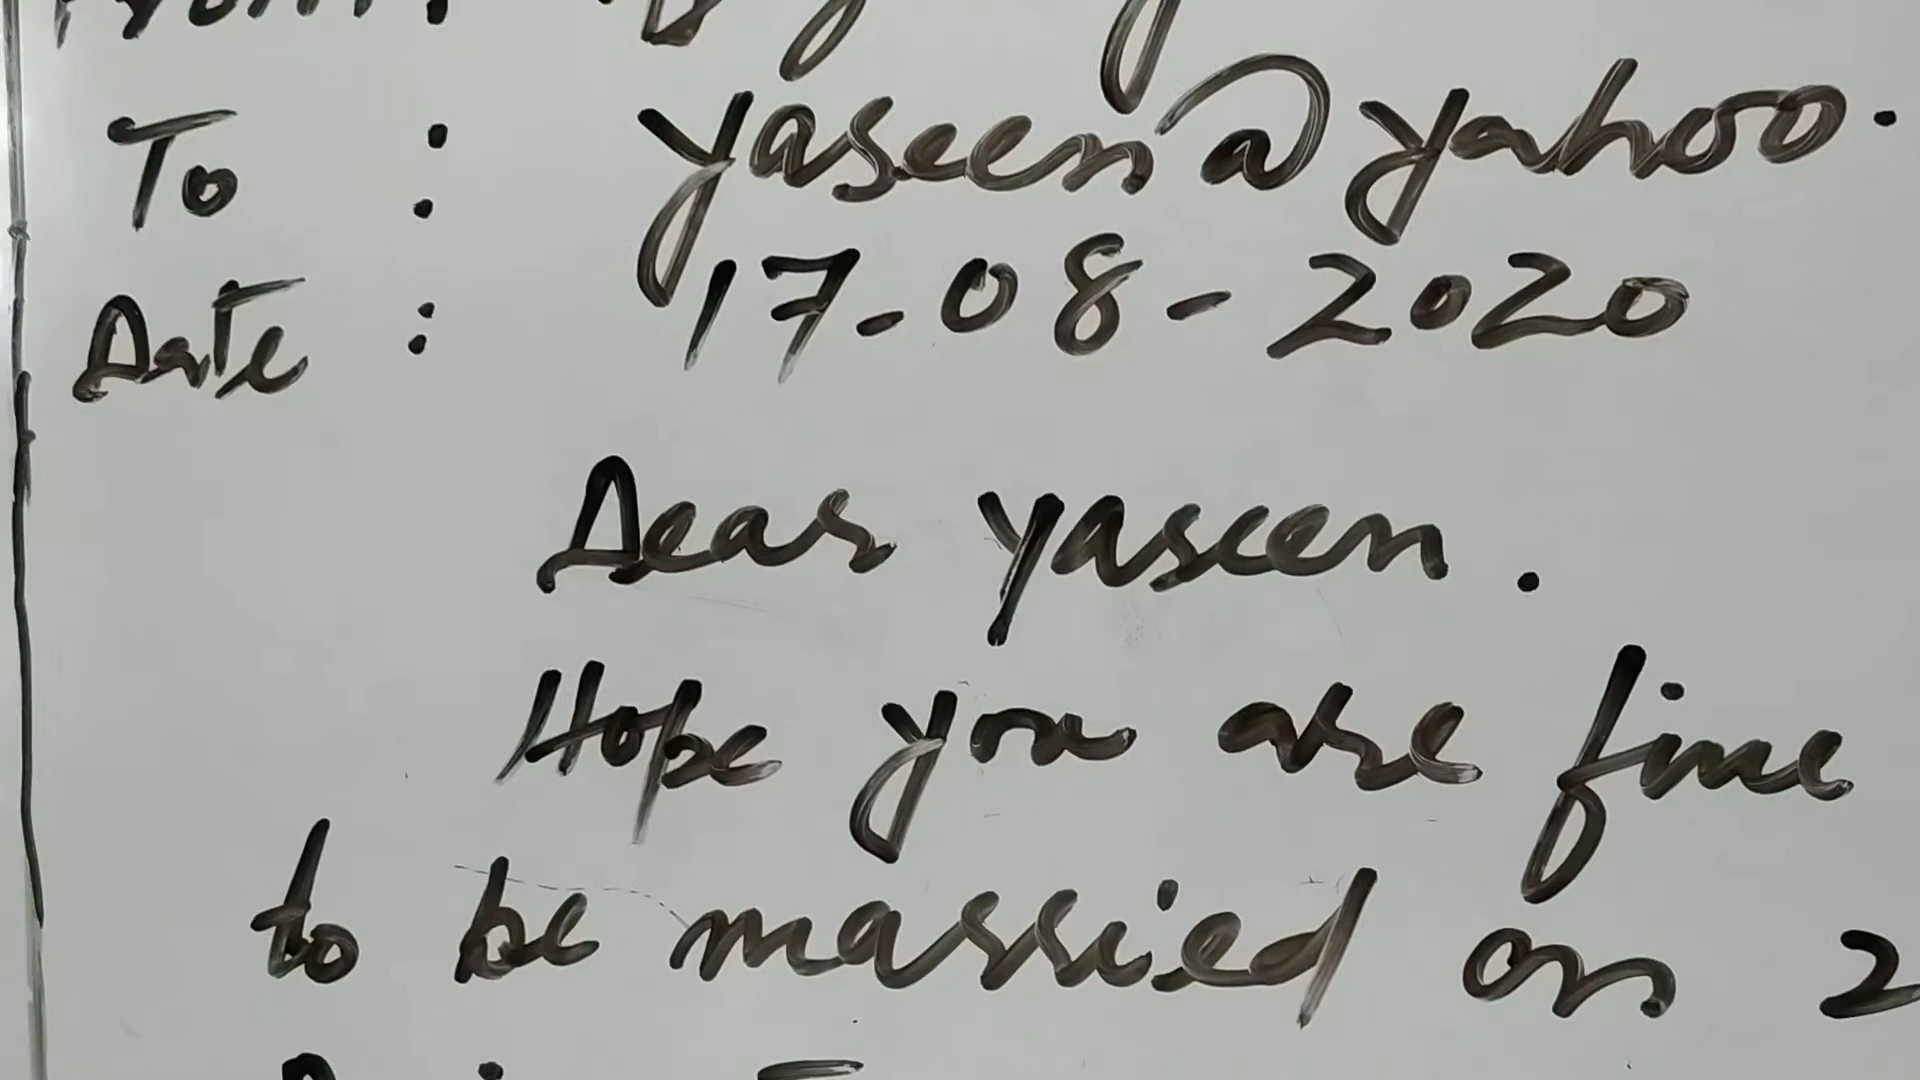 To : yaseen@yahoo.
Date : 17-08-2020
Dear yaseen.
Hope you are fine
to be married on 2